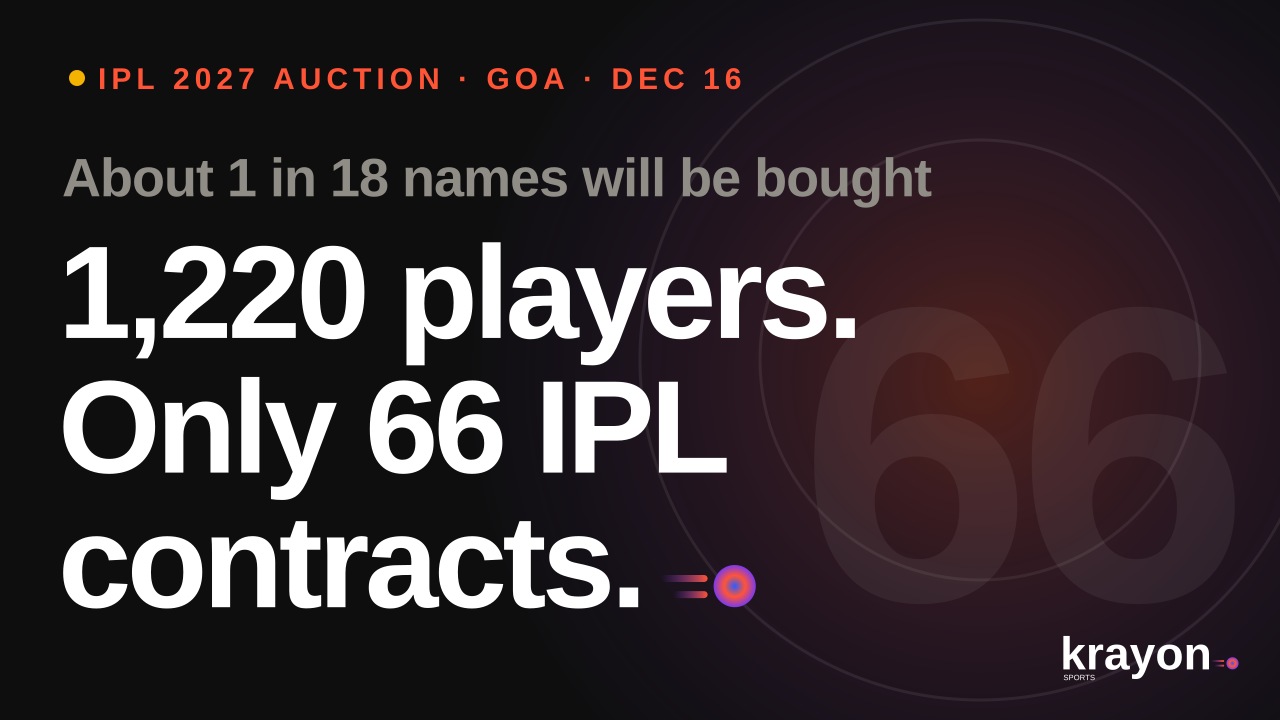 IPL 2027 AUCTION · GOA · DEC 16
About 1 in 18 names will be bought
1,220 players.
Only 66 IPL
contracts.
66
krayon
SPORTS